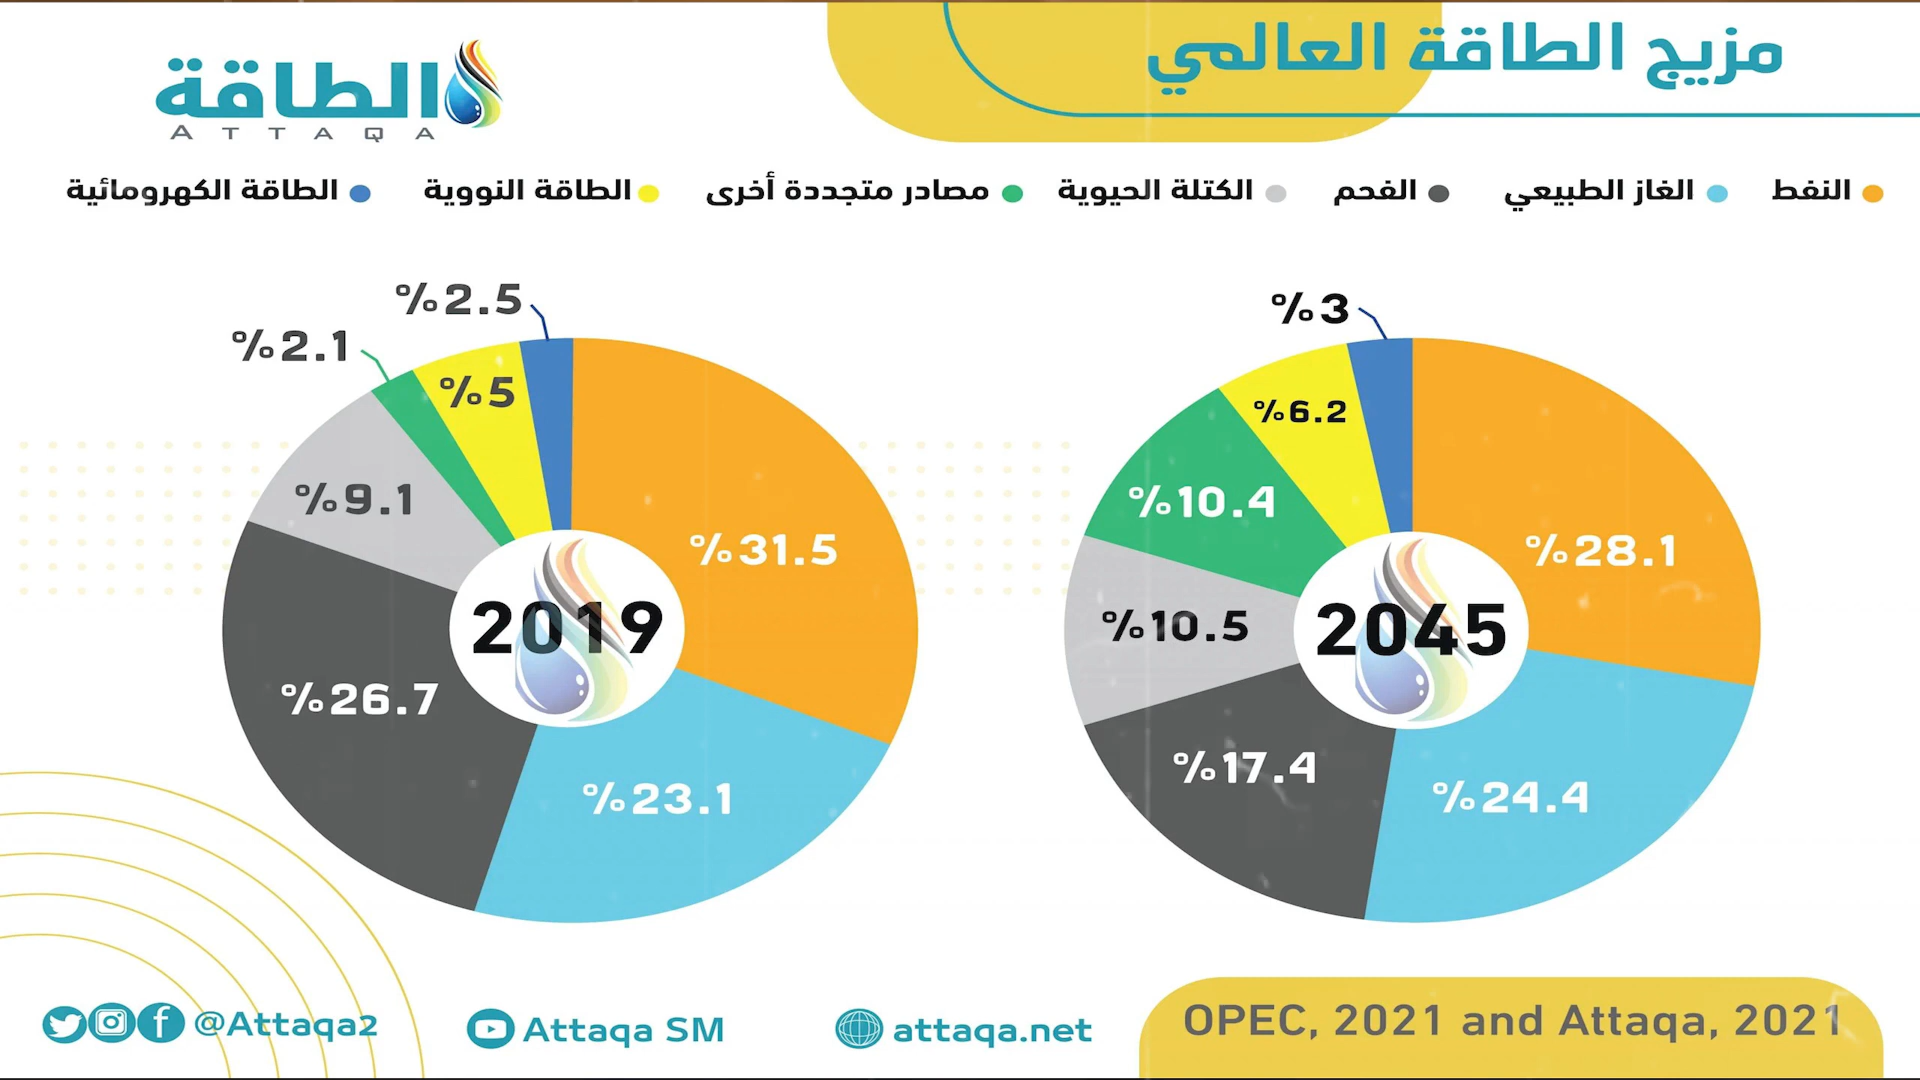 مزيج الطاقة العالمي
الطاقة
ATTAQA
النفط
الغاز الطبيعي
الفحم
الكتلة الحيوية
مصادر متجددة أخرى
الطاقة النووية
الطاقة الكهرومائية
%2.5
%2.1
%5
%9.1
%31.5
2019
%26.7
%23.1
%3
%6.2
%10.4
%28.1
%10.5
2045
%17.4
%24.4
@Attaqa2
Attaqa SM
attaqa.net
OPEC, 2021 and Attaqa, 2021